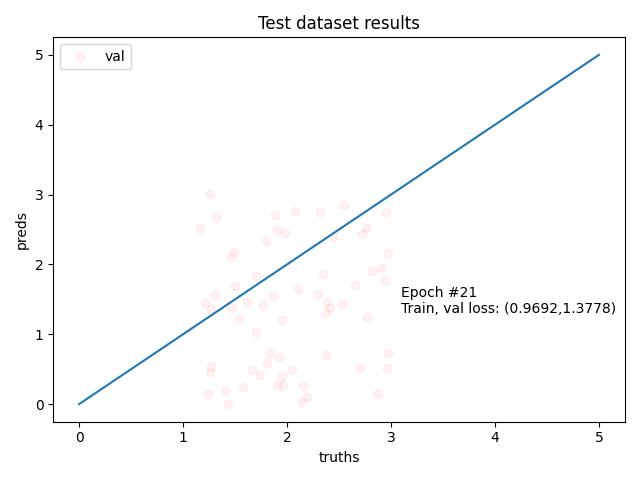 Test dataset results
val
5
4
3
2
1
0
preds
Epoch #21
Train, val loss: (0.9692,1.3778)
0 1 2 3 4 5
truths